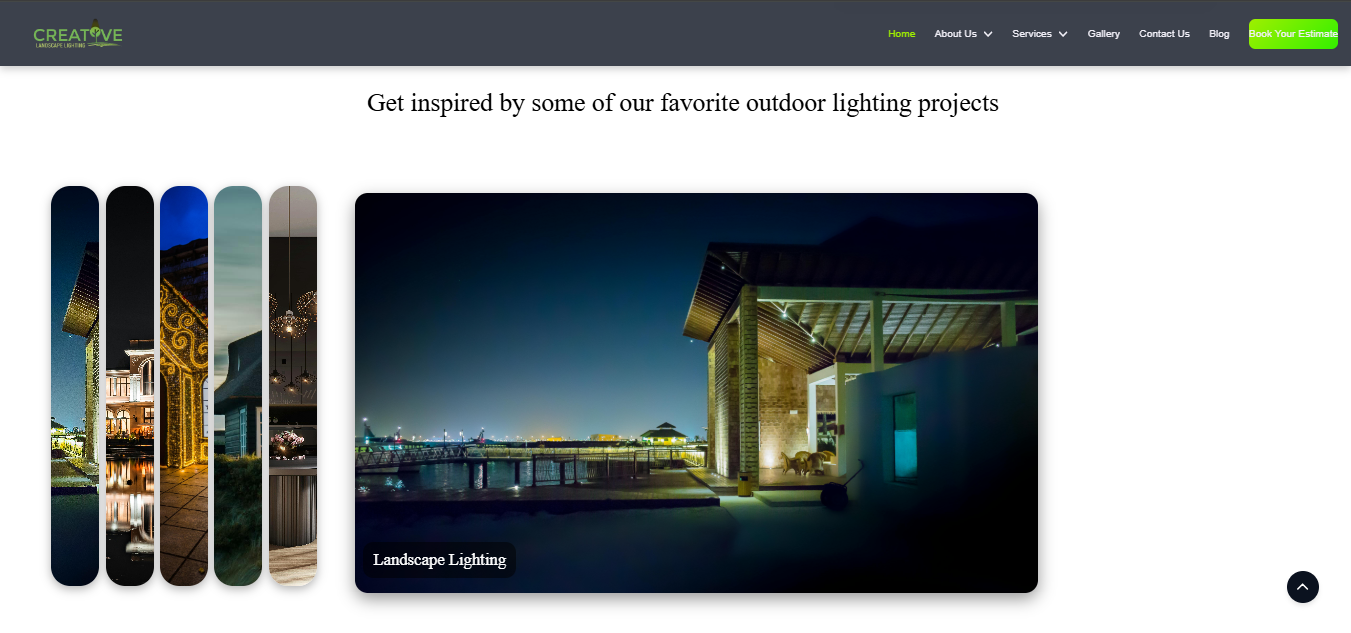 CREATIVE
LANDSCAPE LIGHTING
Home About Us Services Gallery Contact Us Blog Book Your Estimate
Get inspired by some of our favorite outdoor lighting projects
Landscape Lighting